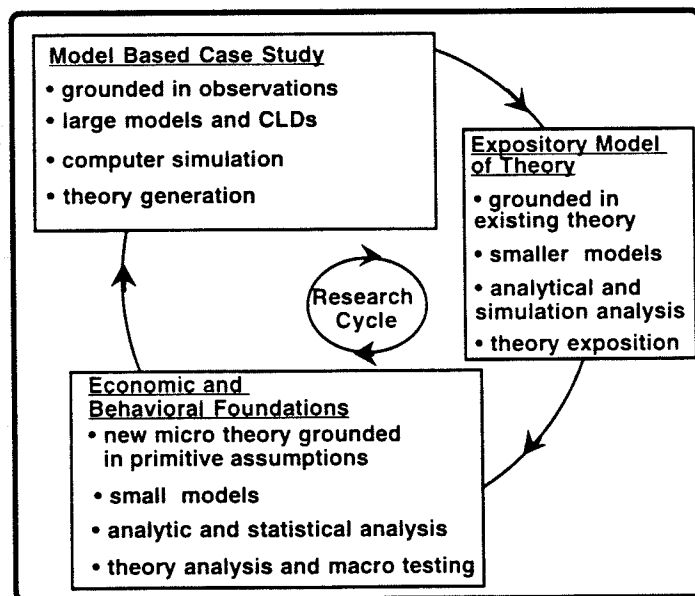 Model Based Case Study
• grounded in observations
• large models and CLDs
• computer simulation
• theory generation
Expository Model
of Theory
• grounded in
existing theory
• smaller models
• analytical and
simulation analysis
• theory exposition
Research
Cycle
Economic and
Behavioral Foundations
• new micro theory grounded
in primitive assumptions
• small models
• analytic and statistical analysis
• theory analysis and macro testing